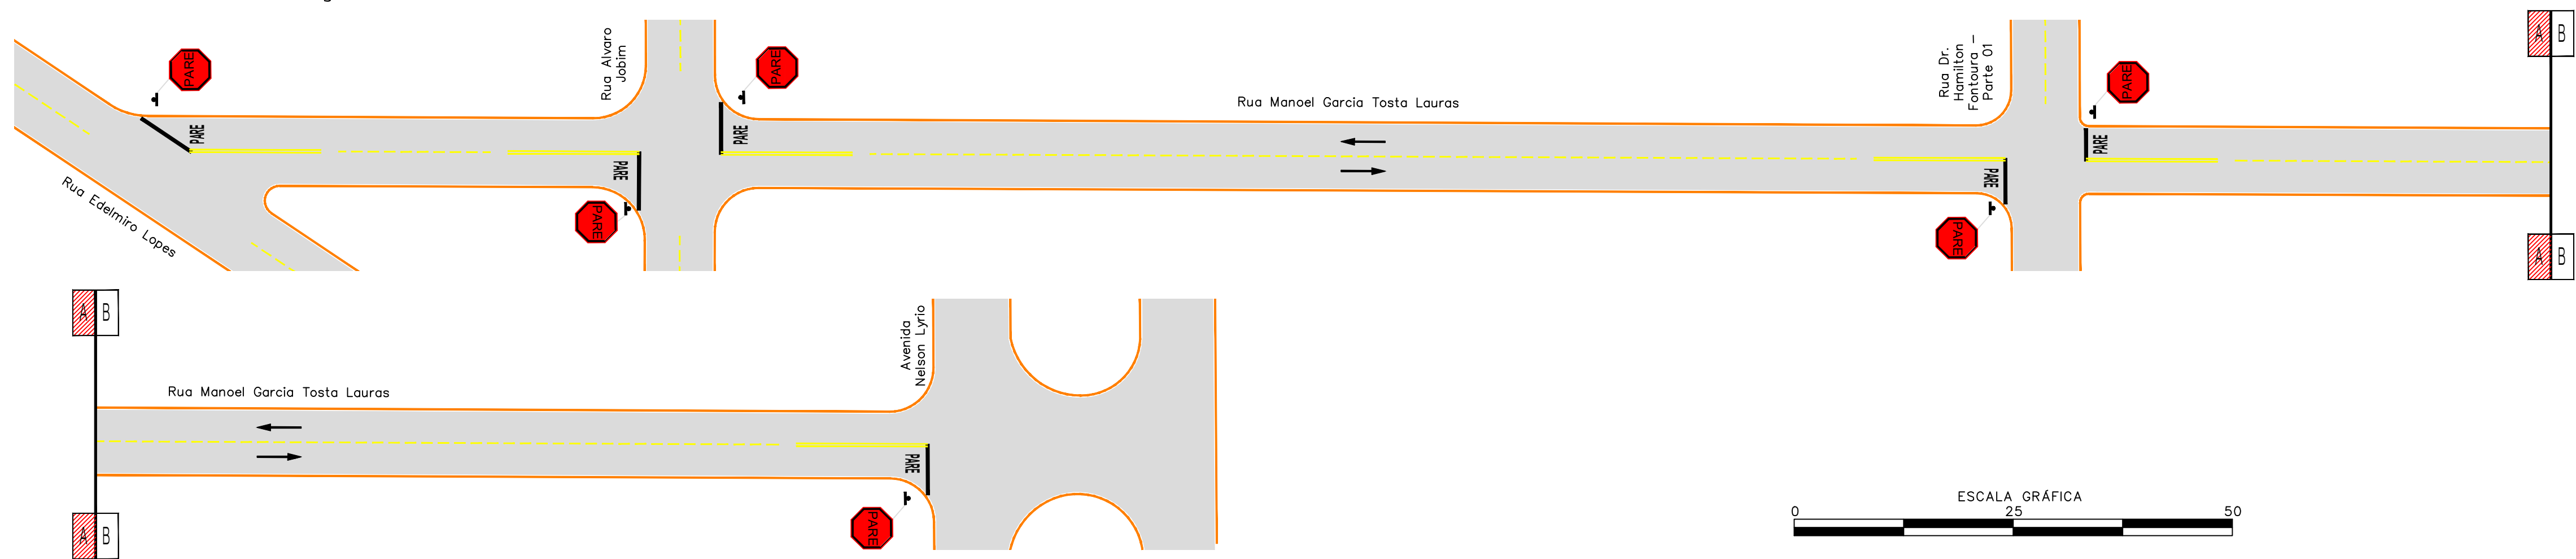 PARE
Rua Alvaro
Jobim
PARE
Rua Dr.
Hamilton
Fontoura –
Parte 01
PARE
A B
Rua Manoel Garcia Tosta Lauras
PARE
PARE
PARE
PARE
PARE
Rua Edelmiro Lopes
PARE
PARE
A B
A B
Avenida
Nelson Lyrio
Rua Manoel Garcia Tosta Lauras
PARE
PARE
A B
ESCALA GRÁFICA
0 25 50